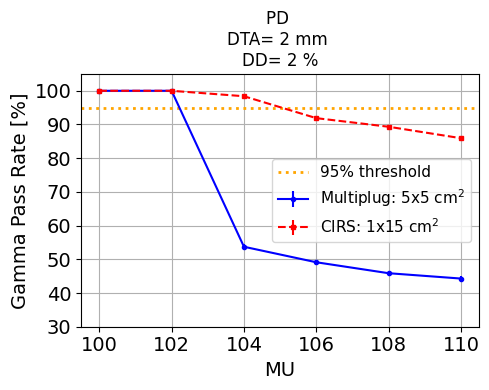 PD
DTA= 2 mm
DD= 2 %
Gamma Pass Rate [%]
100
90
80
70
60
50
40
30
95% threshold
Multiplug: 5x5 cm²
CIRS: 1x15 cm²
100 102 104 106 108 110
MU